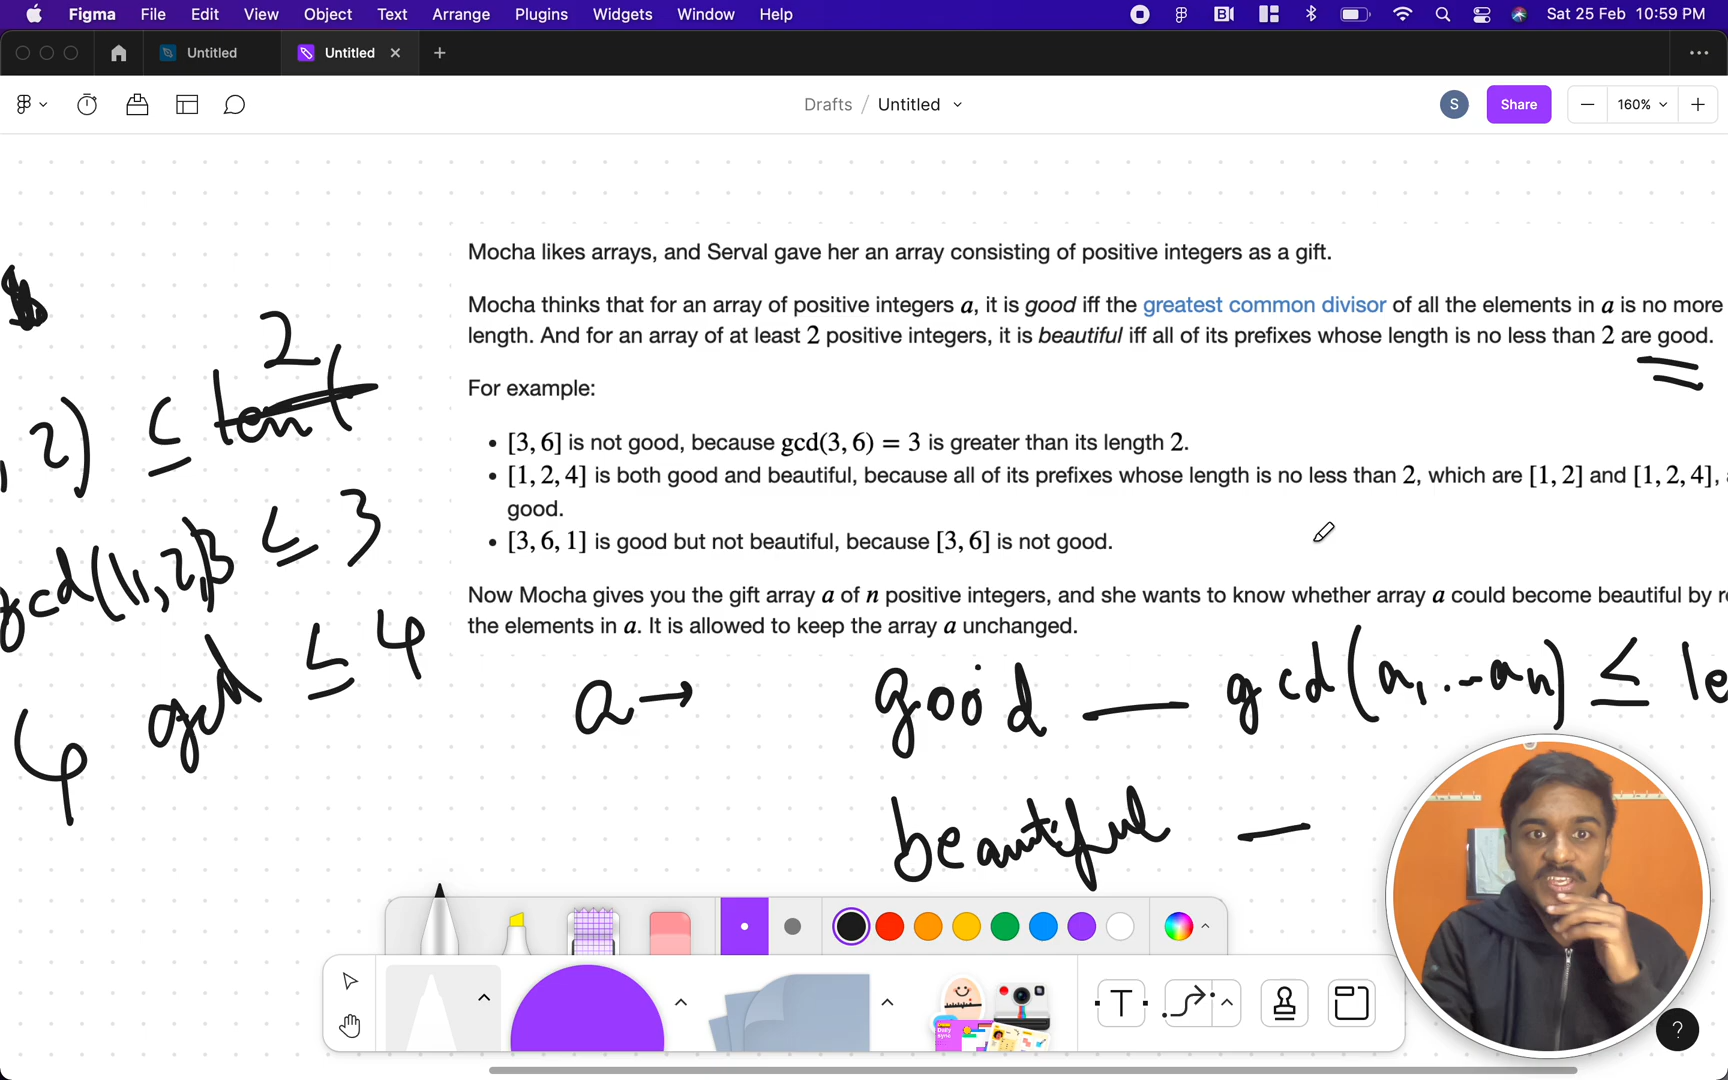 Figma File Edit View Object Text Arrange Plugins Widgets Window Help Sat 25 Feb 10:59 PM
Untitled Untitled
Drafts / Untitled S Share 160%
Mocha likes arrays, and Serval gave her an array consisting of positive integers as a gift.
Mocha thinks that for an array of positive integers a, it is good iff the greatest common divisor of all the elements in a is no more
length. And for an array of at least 2 positive integers, it is beautiful iff all of its prefixes whose length is no less than 2 are good.
For example:
• [3, 6] is not good, because gcd(3, 6) = 3 is greater than its length 2.
• [1, 2, 4] is both good and beautiful, because all of its prefixes whose length is no less than 2, which are [1, 2] and [1, 2, 4],
good.
• [3, 6, 1] is good but not beautiful, because [3, 6] is not good.
Now Mocha gives you the gift array a of n positive integers, and she wants to know whether array a could become beautiful by
the elements in a. It is allowed to keep the array a unchanged.
2
, 2) ≤
≤ 3
4 gcd ≤ 4
a → good — gcd(a, ... an) ≤ le
beautiful —
T
?